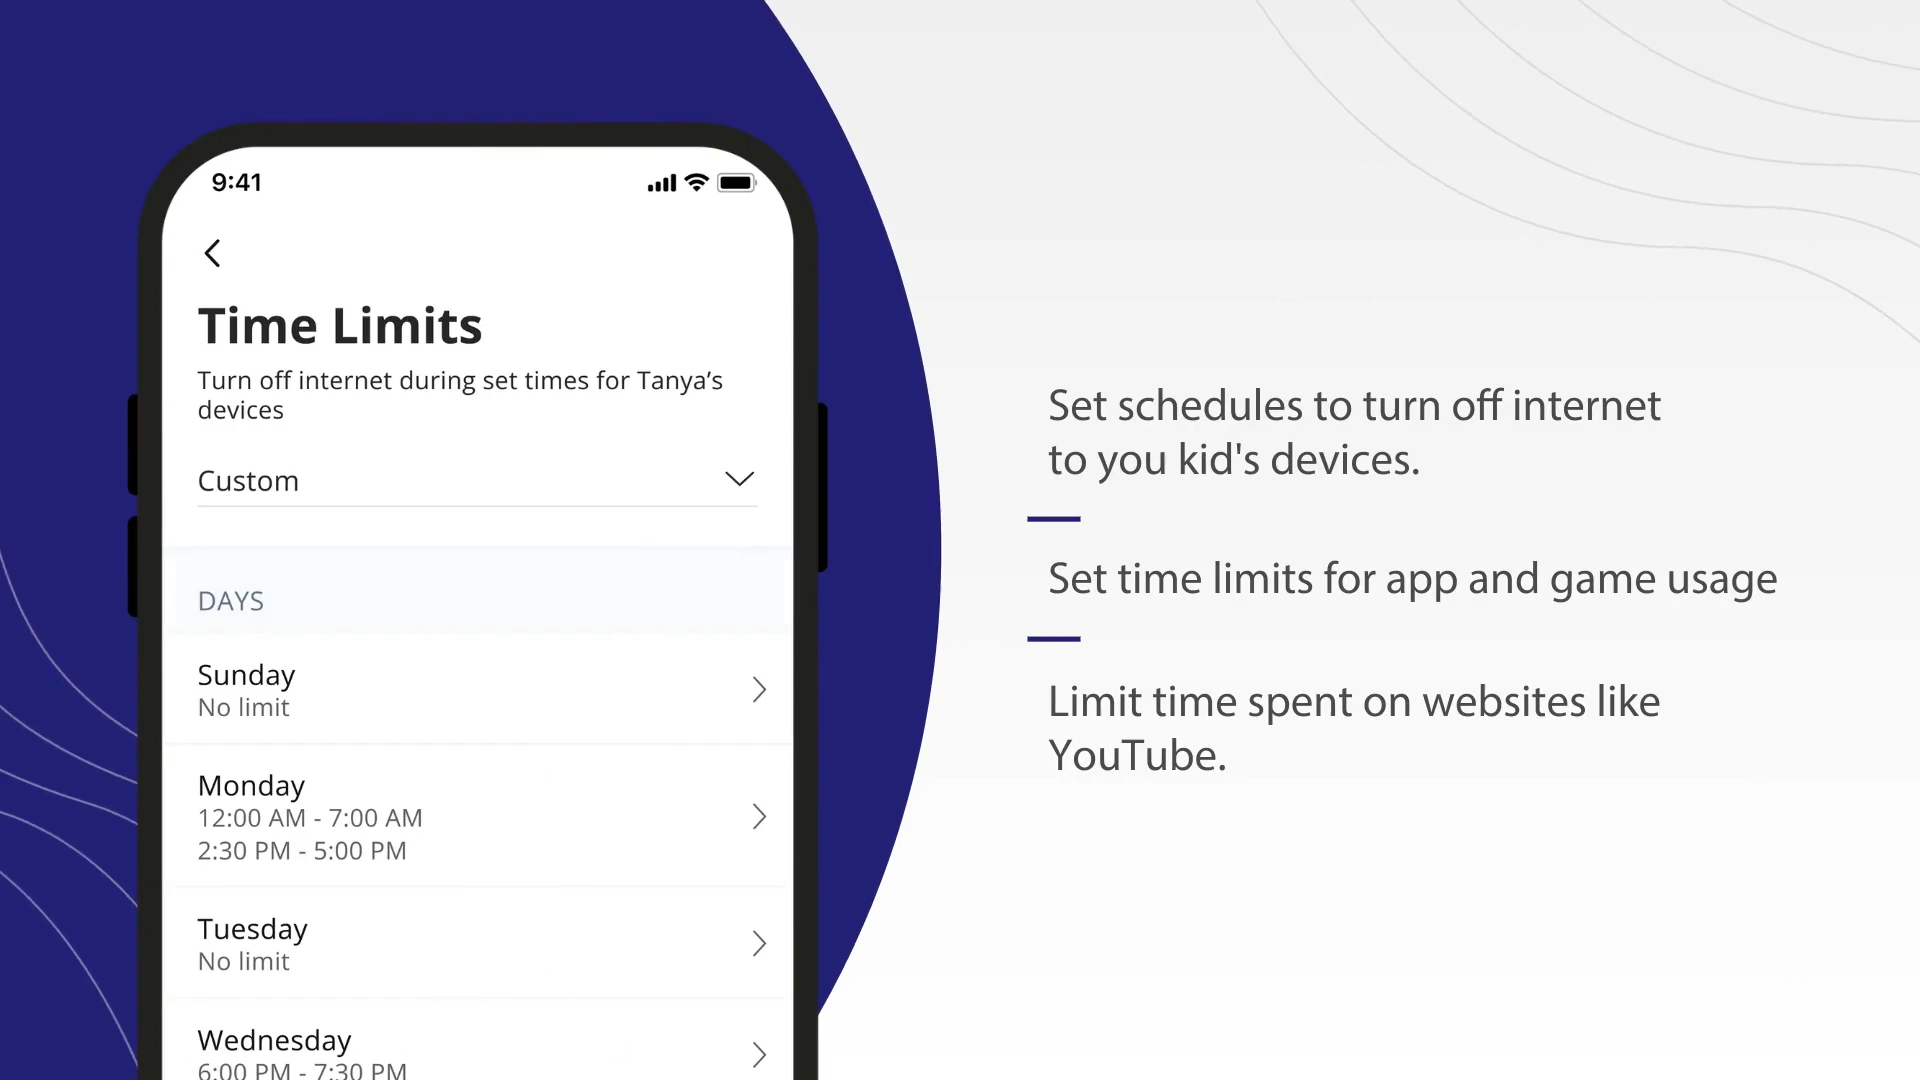 9:41
Time Limits
Turn off internet during set times for Tanya’s
devices
Custom
DAYS
Sunday
No limit
Monday
12:00 AM - 7:00 AM
2:30 PM - 5:00 PM
Tuesday
No limit
Wednesday
6:00 PM - 7:30 PM
Set schedules to turn off internet
to you kid's devices.
Set time limits for app and game usage
Limit time spent on websites like
YouTube.